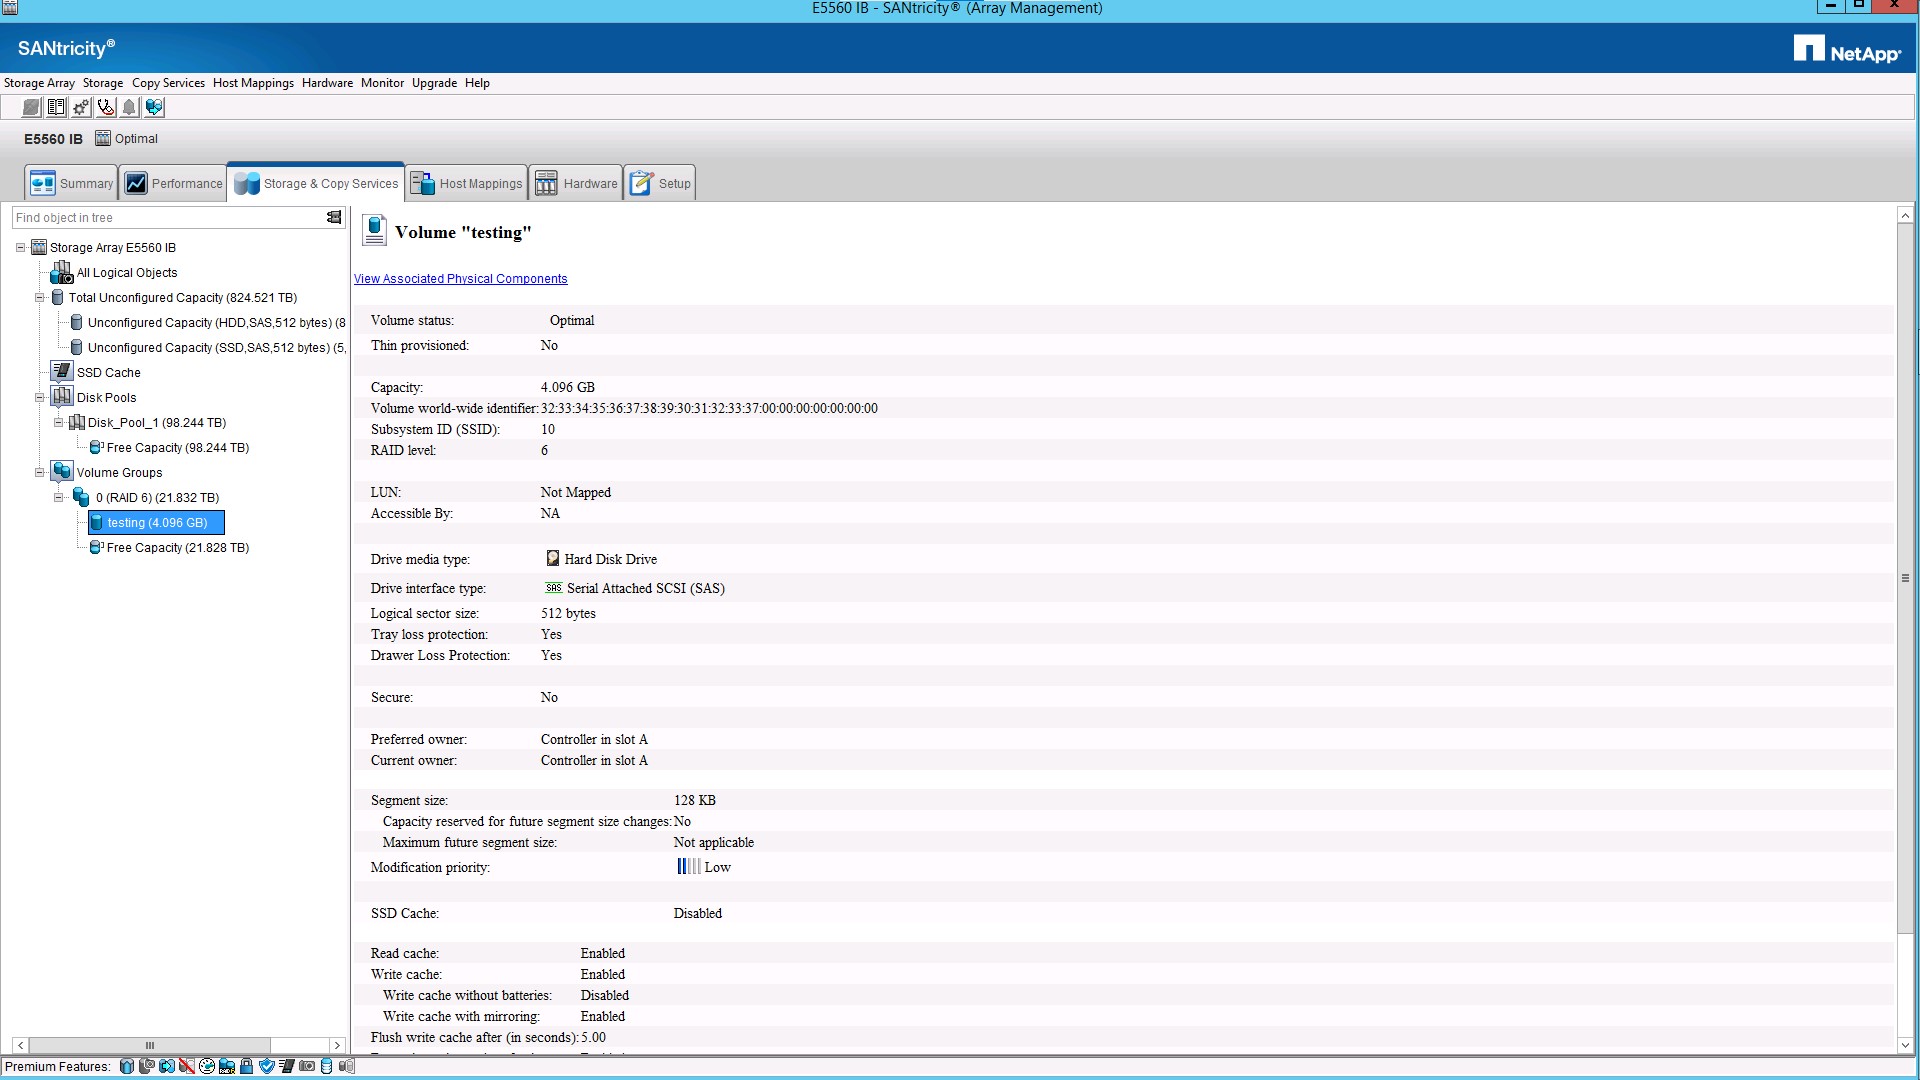 E5560 IB - SANtricity® (Array Management)
SANtricity®
NetApp®
Storage Array Storage Copy Services Host Mappings Hardware Monitor Upgrade Help
E5560 IB Optimal
Summary Performance Storage & Copy Services Host Mappings Hardware Setup
Find object in tree
Storage Array E5560 IB
All Logical Objects
Total Unconfigured Capacity (824.521 TB)
Unconfigured Capacity (HDD,SAS,512 bytes) (8
Unconfigured Capacity (SSD,SAS,512 bytes) (5,
SSD Cache
Disk Pools
Disk_Pool_1 (98.244 TB)
Free Capacity (98.244 TB)
Volume Groups
0 (RAID 6) (21.832 TB)
testing (4.096 GB)
Free Capacity (21.828 TB)
Volume "testing"
View Associated Physical Components
Volume status: Optimal
Thin provisioned: No
Capacity: 4.096 GB
Volume world-wide identifier: 32:33:34:35:36:37:38:39:30:31:32:33:37:00:00:00:00:00:00:00
Subsystem ID (SSID): 10
RAID level: 6
LUN: Not Mapped
Accessible By: NA
Drive media type: Hard Disk Drive
Drive interface type: SAS Serial Attached SCSI (SAS)
Logical sector size: 512 bytes
Tray loss protection: Yes
Drawer Loss Protection: Yes
Secure: No
Preferred owner: Controller in slot A
Current owner: Controller in slot A
Segment size: 128 KB
Capacity reserved for future segment size changes: No
Maximum future segment size: Not applicable
Modification priority: Low
SSD Cache: Disabled
Read cache: Enabled
Write cache: Enabled
Write cache without batteries: Disabled
Write cache with mirroring: Enabled
Flush write cache after (in seconds): 5.00
Premium Features: